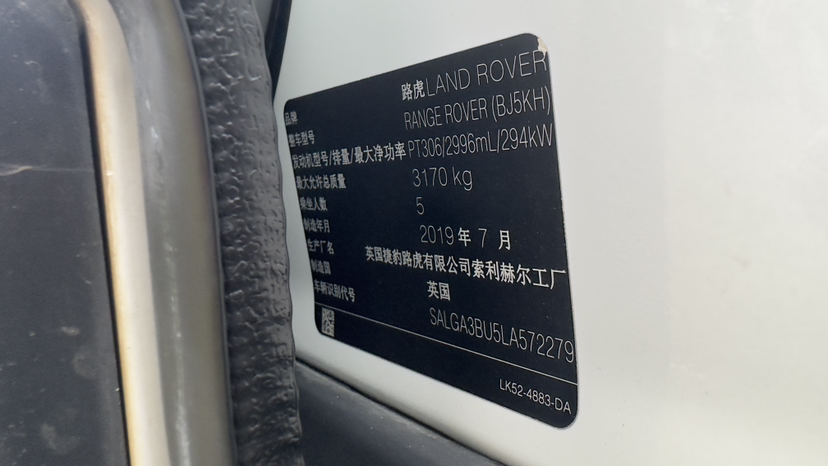 品牌 路虎LAND ROVER
整车型号 RANGE ROVER (BJ5KH)
发动机型号/排量/最大净功率 PT306/2996mL/294kW
最大允许总质量 3170 kg
乘坐人数 5
制造年月 2019 年 7 月
生产厂名 英国捷豹路虎有限公司索利赫尔工厂
制造国 英国
车辆识别代号 SALGA3BU5LA572279
LK52-4883-DA